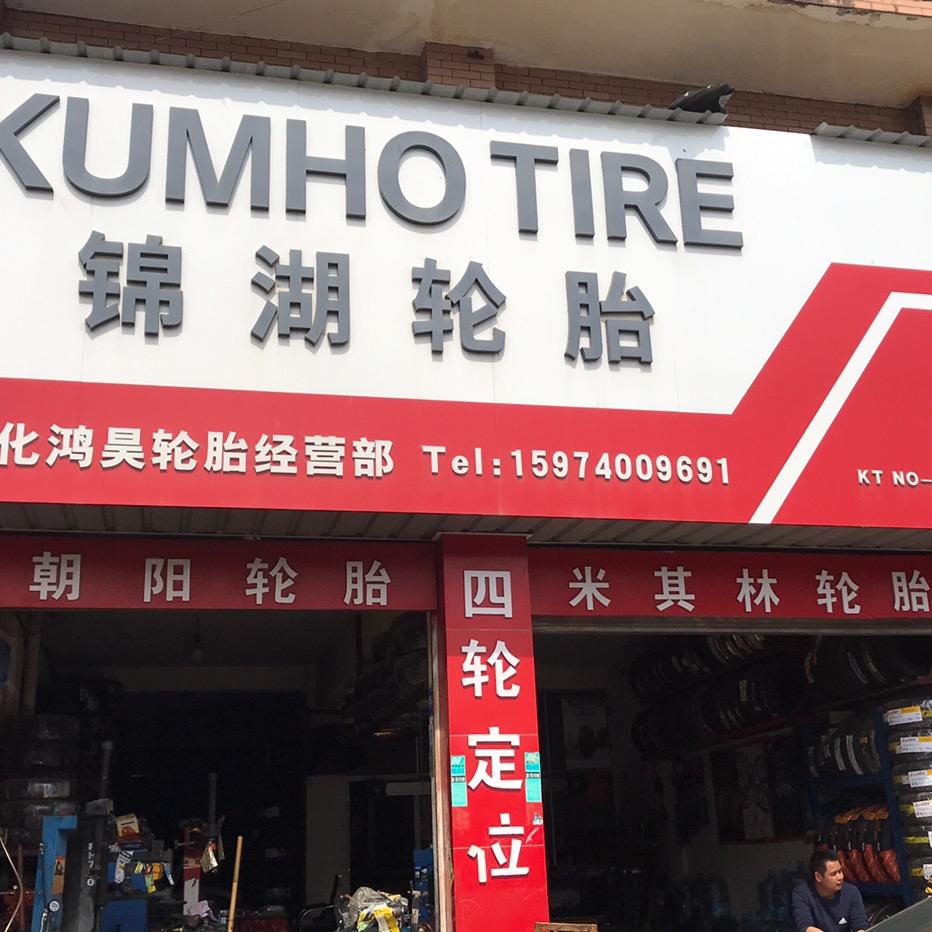 KUMHO TIRE
锦湖轮胎
化鸿昊轮胎经营部 Tel:15974009691
KT NO—
朝阳轮胎
四轮定位
米其林轮胎